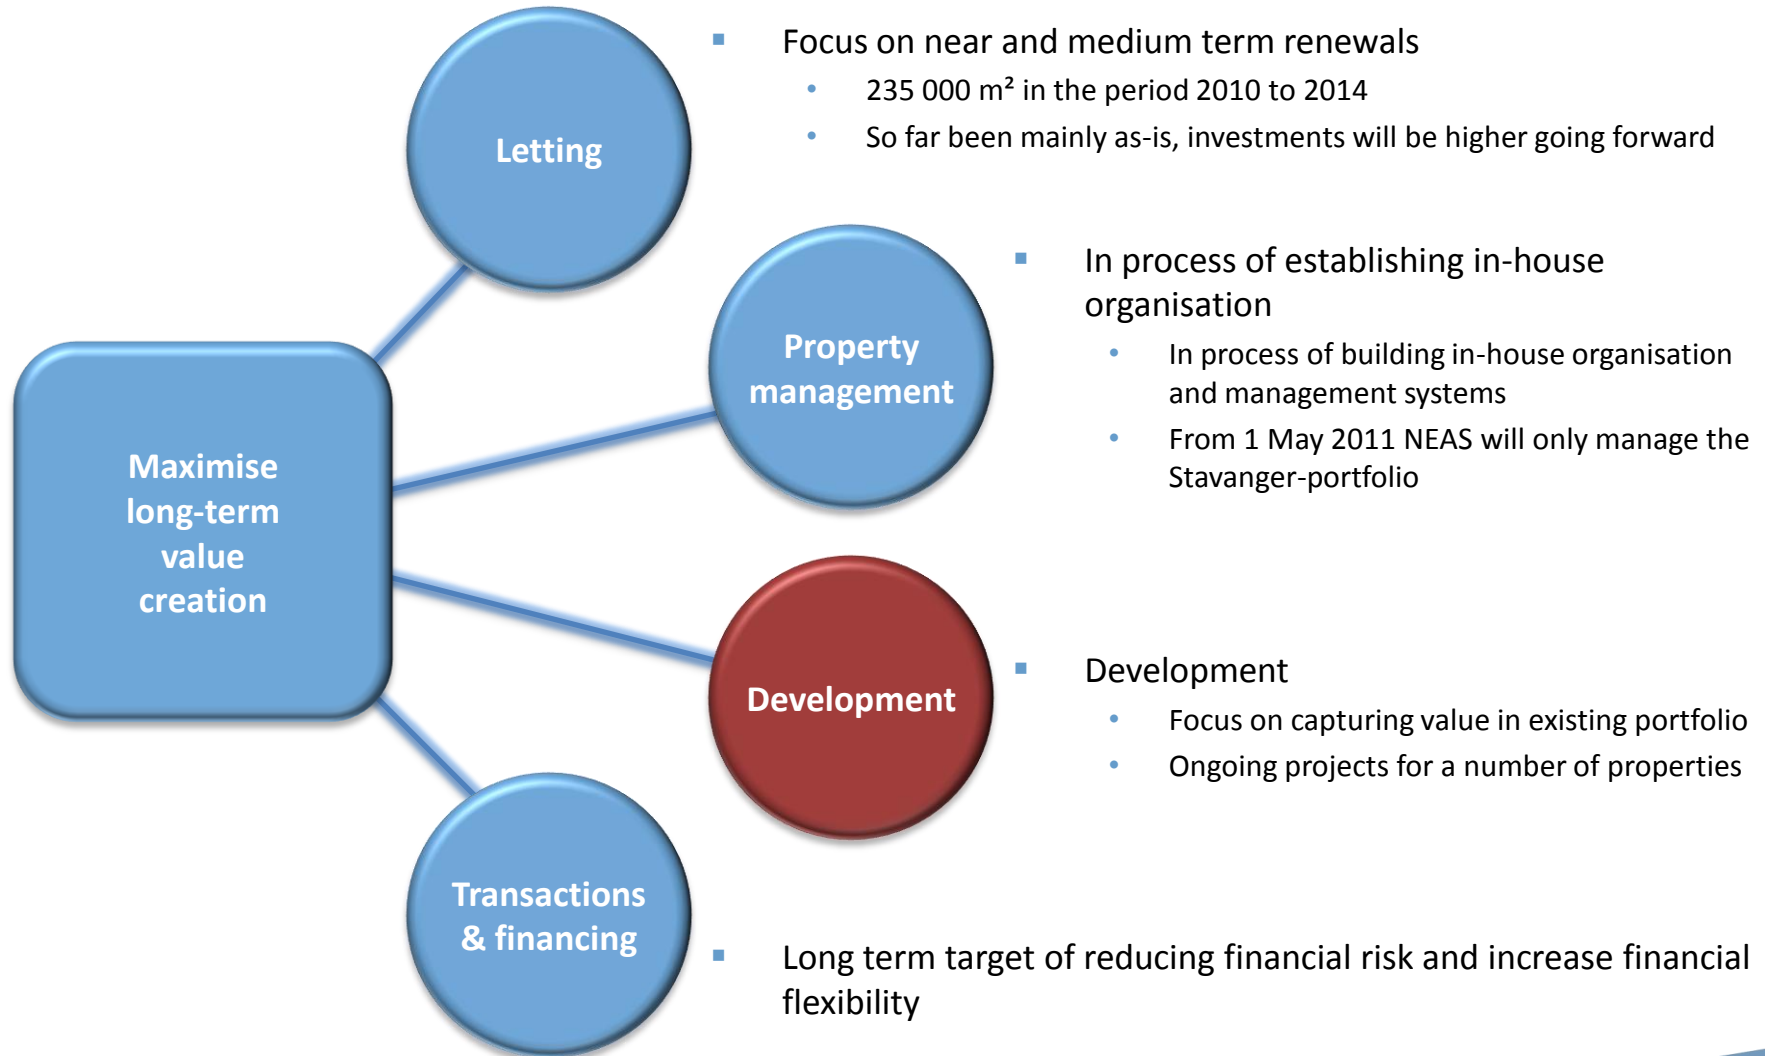 Maximise
long-term
value
creation
Letting
▪ Focus on near and medium term renewals
• 235 000 m² in the period 2010 to 2014
• So far been mainly as-is, investments will be higher going forward
Property
management
▪ In process of establishing in-house
organisation
• In process of building in-house organisation
and management systems
• From 1 May 2011 NEAS will only manage the
Stavanger-portfolio
Development
▪ Development
• Focus on capturing value in existing portfolio
• Ongoing projects for a number of properties
Transactions
& financing
▪ Long term target of reducing financial risk and increase financial
flexibility